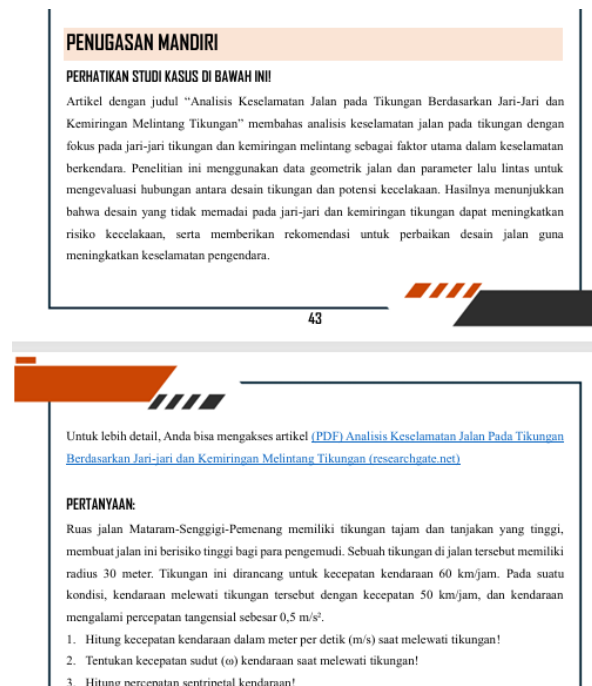 PENUGASAN MANDIRI
PERHATIKAN STUDI KASUS DI BAWAH INI!
Artikel dengan judul “Analisis Keselamatan Jalan pada Tikungan Berdasarkan Jari-Jari dan
Kemiringan Melintang Tikungan” membahas analisis keselamatan jalan pada tikungan dengan
fokus pada jari-jari tikungan dan kemiringan melintang sebagai faktor utama dalam keselamatan
berkendara. Penelitian ini menggunakan data geometrik jalan dan parameter lalu lintas untuk
mengevaluasi hubungan antara desain tikungan dan potensi kecelakaan. Hasilnya menunjukkan
bahwa desain yang tidak memadai pada jari-jari dan kemiringan tikungan dapat meningkatkan
risiko kecelakaan, serta memberikan rekomendasi untuk perbaikan desain jalan guna
meningkatkan keselamatan pengendara.
43
Untuk lebih detail, Anda bisa mengakses artikel (PDF) Analisis Keselamatan Jalan Pada Tikungan
Berdasarkan Jari-jari dan Kemiringan Melintang Tikungan (researchgate.net)
PERTANYAAN:
Ruas jalan Mataram-Senggigi-Pemenang memiliki tikungan tajam dan tanjakan yang tinggi,
membuat jalan ini berisiko tinggi bagi para pengemudi. Sebuah tikungan di jalan tersebut memiliki
radius 30 meter. Tikungan ini dirancang untuk kecepatan kendaraan 60 km/jam. Pada suatu
kondisi, kendaraan melewati tikungan tersebut dengan kecepatan 50 km/jam, dan kendaraan
mengalami percepatan tangensial sebesar 0,5 m/s².
1. Hitung kecepatan kendaraan dalam meter per detik (m/s) saat melewati tikungan!
2. Tentukan kecepatan sudut (ω) kendaraan saat melewati tikungan!
3. Hitung percepatan sentripetal kendaraan!